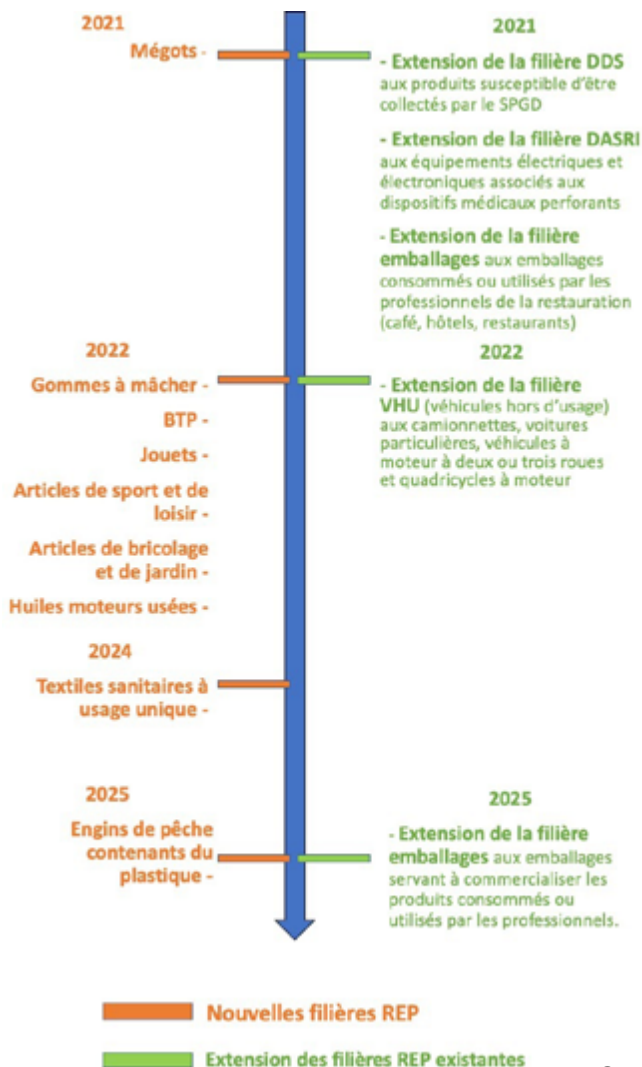 2021
Mégots -
2021
- Extension de la filière DDS
aux produits susceptible d'être
collectés par le SPGD
- Extension de la filière DASRI
aux équipements électriques et
électroniques associés aux
dispositifs médicaux perforants
- Extension de la filière
emballages aux emballages
consommés ou utilisés par les
professionnels de la restauration
(café, hôtels, restaurants)
2022
Gommes à mâcher -
BTP -
Jouets -
Articles de sport et de
loisir -
Articles de bricolage
et de jardin -
Huiles moteurs usées -
2022
- Extension de la filière
VHU (véhicules hors d'usage)
aux camionnettes, voitures
particulières, véhicules à
moteur à deux ou trois roues
et quadricycles à moteur
2024
Textiles sanitaires à
usage unique -
2025
Engins de pêche
contenants du
plastique -
2025
- Extension de la filière
emballages aux emballages
servant à commercialiser les
produits consommés ou
utilisés par les professionnels.
Nouvelles filières REP
Extension des filières REP existantes